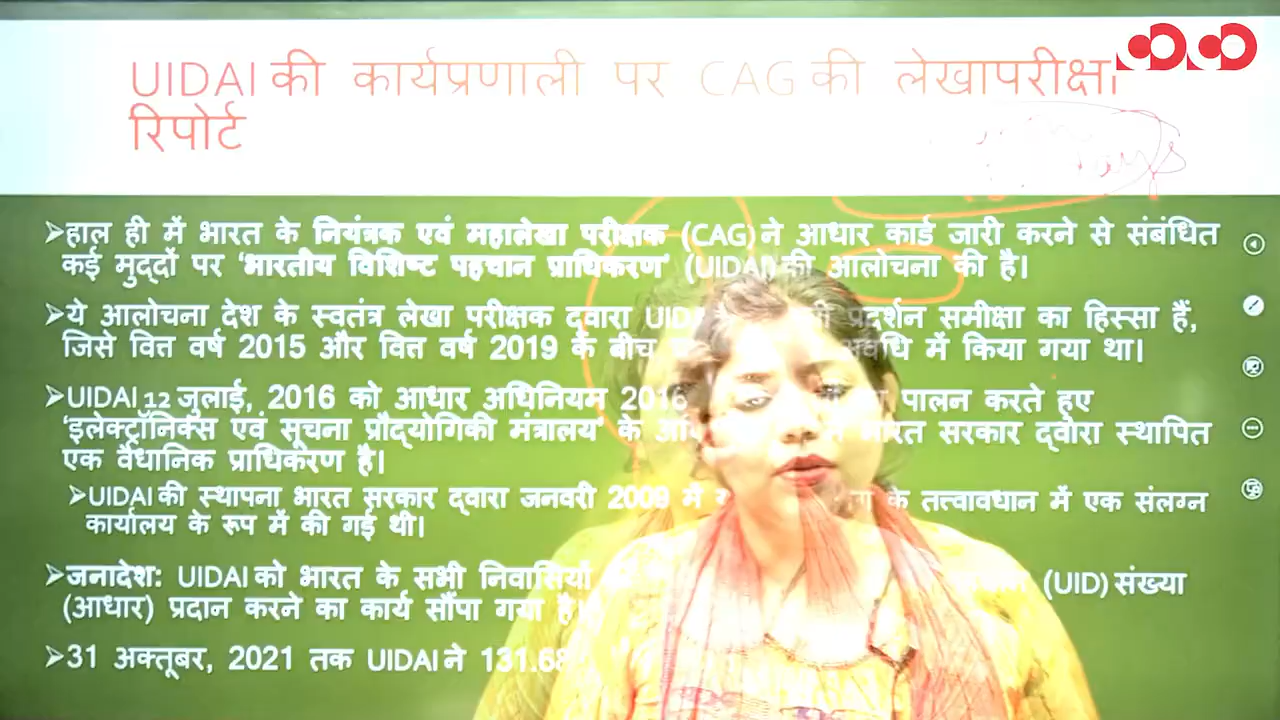 UIDAI की कार्यप्रणाली पर CAG की लेखापरीक्षा
रिपोर्ट
➢हाल ही में भारत के नियंत्रक एवं महालेखा परीक्षक (CAG) ने आधार कार्ड जारी करने से संबंधित
कई मुद्दों पर ‘भारतीय विशिष्ट पहचान प्राधिकरण’ (UIDAI) की आलोचना की है।
➢ये आलोचना देश के स्वतंत्र लेखा परीक्षक द्वारा प्रदर्शन समीक्षा का हिस्सा हैं,
जिसे वित्त वर्ष 2015 और वित्त वर्ष 2019 के बीच अवधि में किया गया था।
➢UIDAI 12 जुलाई, 2016 को आधार अधिनियम 2016 पालन करते हुए
‘इलेक्ट्रॉनिक्स एवं सूचना प्रौद्योगिकी मंत्रालय’ के भारत सरकार द्वारा स्थापित
एक वैधानिक प्राधिकरण है।
➢UIDAI की स्थापना भारत सरकार द्वारा जनवरी 2009 में के तत्त्वावधान में एक संलग्न
कार्यालय के रूप में की गई थी।
➢जनादेश: UIDAI को भारत के सभी निवासियों (UID) संख्या
(आधार) प्रदान करने का कार्य सौंपा गया है।
➢31 अक्तूबर, 2021 तक UIDAI ने 131.68